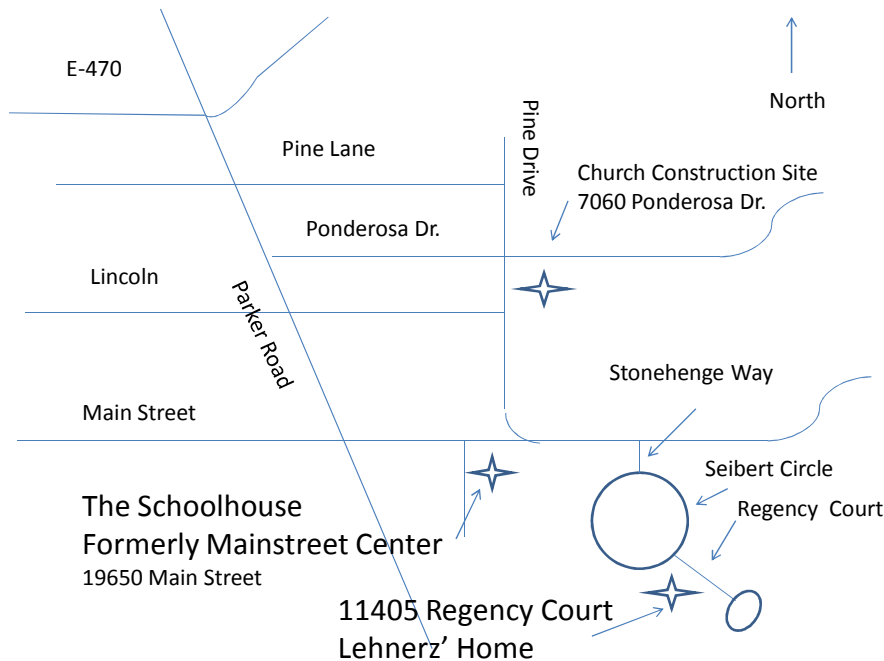 E-470
North
Pine Lane
Pine Drive
Church Construction Site
7060 Ponderosa Dr.
Ponderosa Dr.
Lincoln
Parker Road
Stonehenge Way
Main Street
Seibert Circle
Regency Court
The Schoolhouse
Formerly Mainstreet Center
19650 Main Street
11405 Regency Court
Lehnerz’ Home